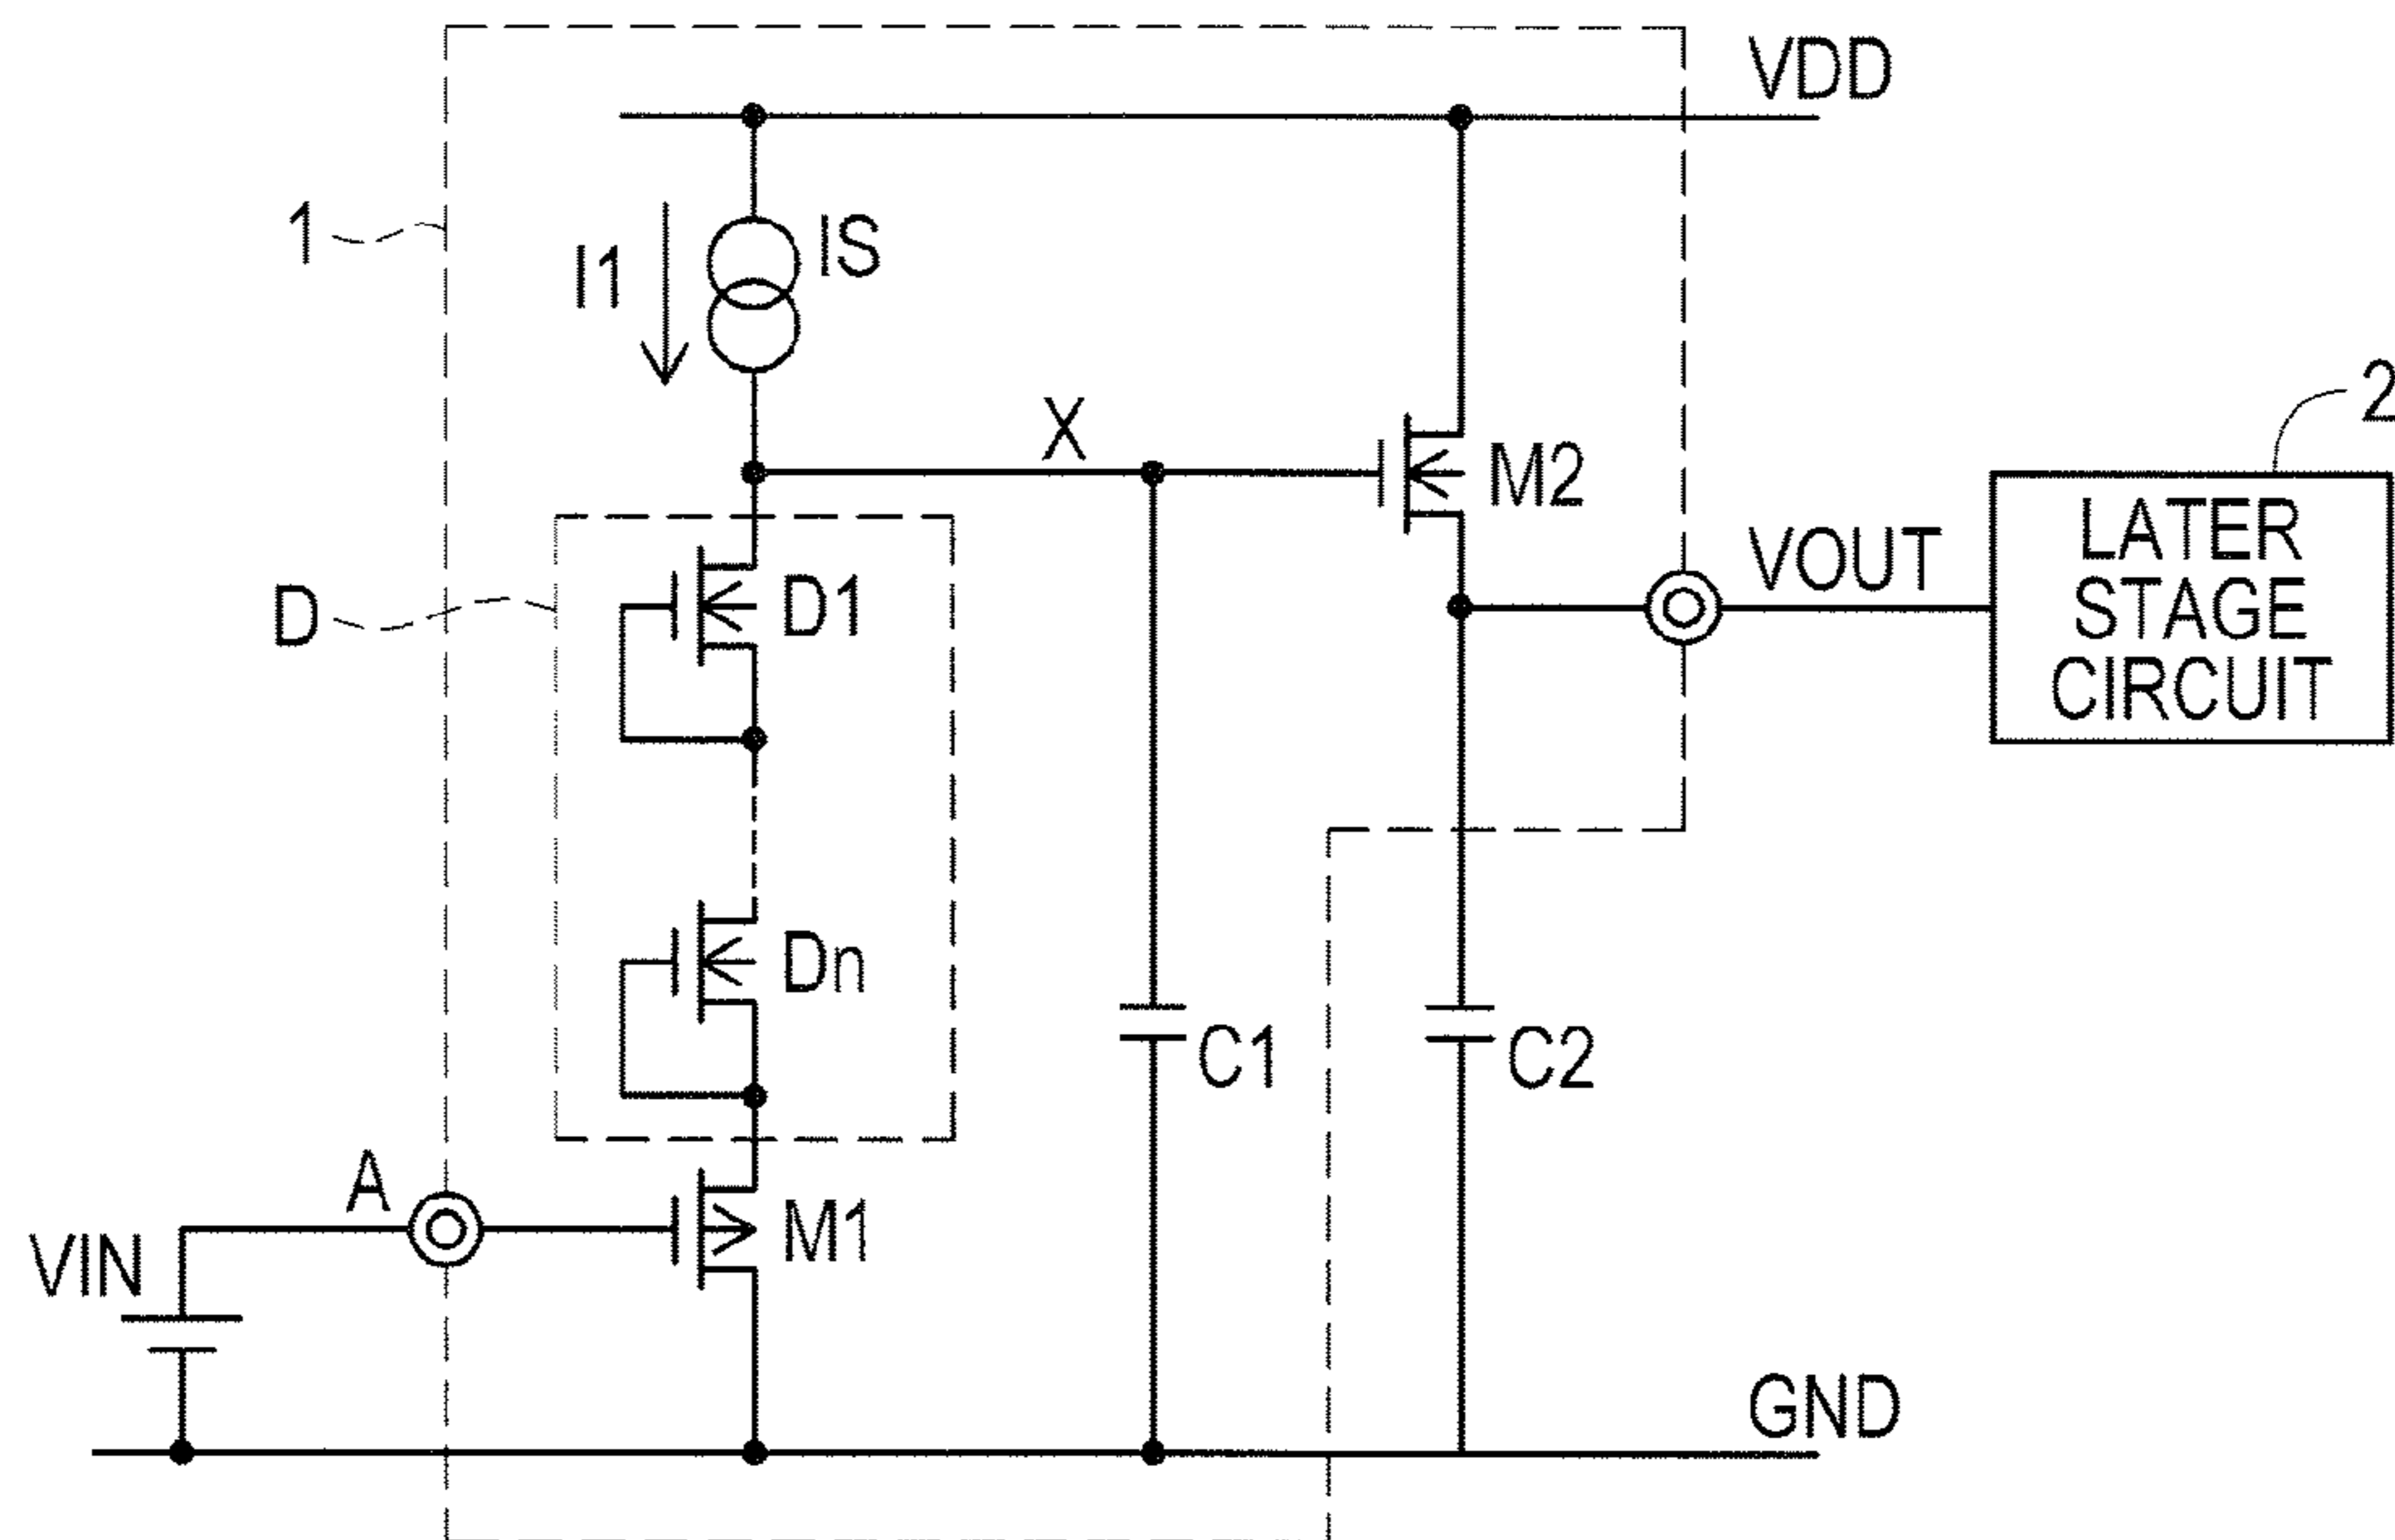 VDD
1
I1
IS
2
X
M2
VOUT
LATER
STAGE
CIRCUIT
D
D1
Dn
C1
C2
A
M1
VIN
GND